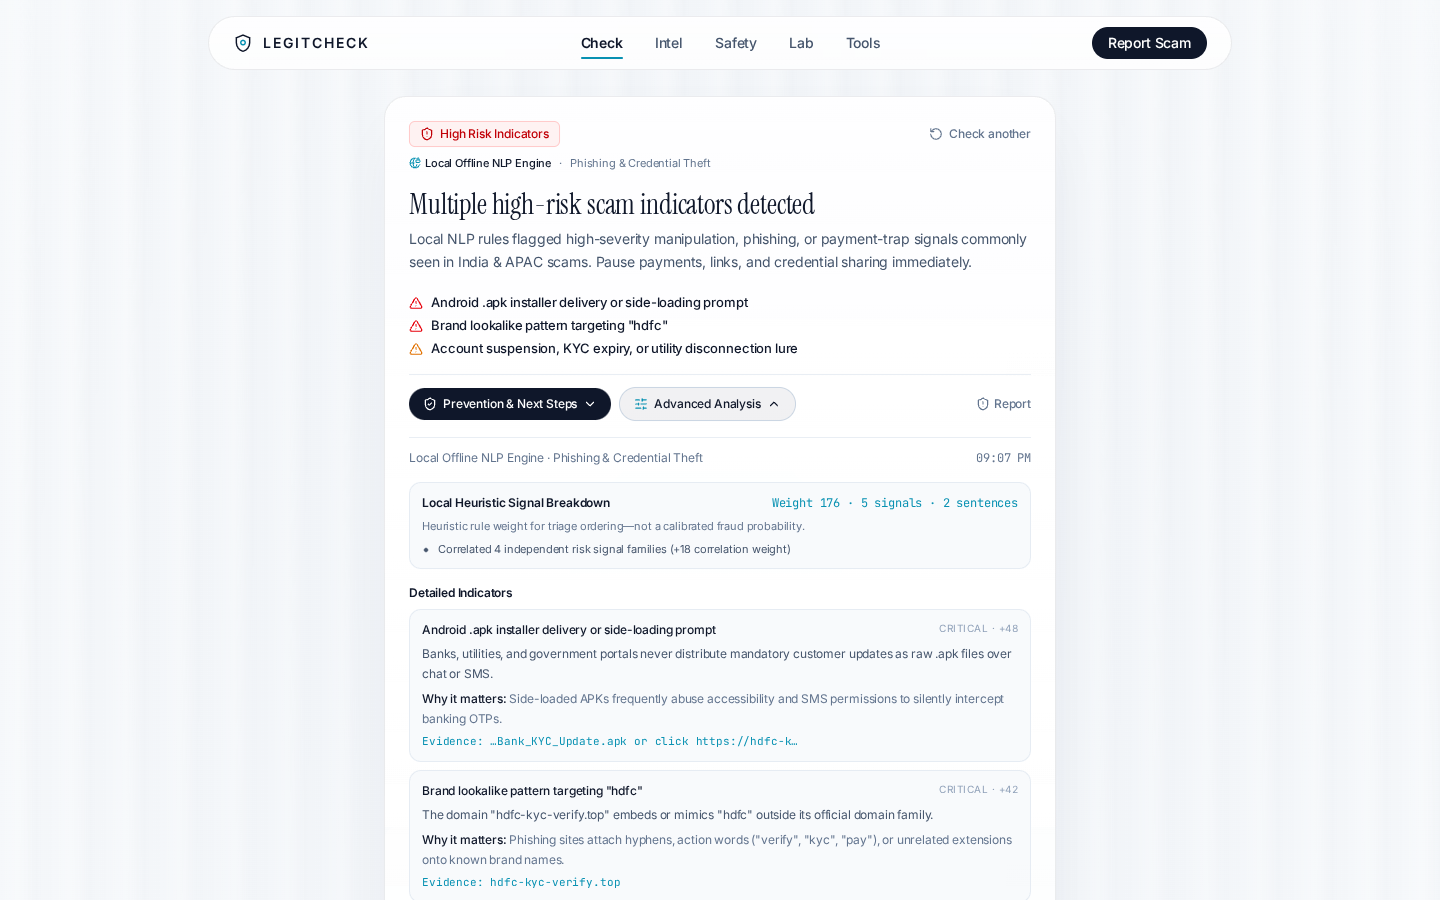 LEGITCHECK
Check
Intel
Safety
Lab
Tools
Report Scam
High Risk Indicators
Check another
Local Offline NLP Engine · Phishing & Credential Theft
Multiple high-risk scam indicators detected
Local NLP rules flagged high-severity manipulation, phishing, or payment-trap signals commonly
seen in India & APAC scams. Pause payments, links, and credential sharing immediately.
Android .apk installer delivery or side-loading prompt
Brand lookalike pattern targeting "hdfc"
Account suspension, KYC expiry, or utility disconnection lure
Prevention & Next Steps
Advanced Analysis
Report
Local Offline NLP Engine · Phishing & Credential Theft
09:07 PM
Local Heuristic Signal Breakdown
Weight 176 · 5 signals · 2 sentences
Heuristic rule weight for triage ordering—not a calibrated fraud probability.
• Correlated 4 independent risk signal families (+18 correlation weight)
Detailed Indicators
Android .apk installer delivery or side-loading prompt
CRITICAL · +48
Banks, utilities, and government portals never distribute mandatory customer updates as raw .apk files over
chat or SMS.
Why it matters: Side-loaded APKs frequently abuse accessibility and SMS permissions to silently intercept
banking OTPs.
Evidence: …Bank_KYC_Update.apk or click https://hdfc-k…
Brand lookalike pattern targeting "hdfc"
CRITICAL · +42
The domain "hdfc-kyc-verify.top" embeds or mimics "hdfc" outside its official domain family.
Why it matters: Phishing sites attach hyphens, action words ("verify", "kyc", "pay"), or unrelated extensions
onto known brand names.
Evidence: hdfc-kyc-verify.top